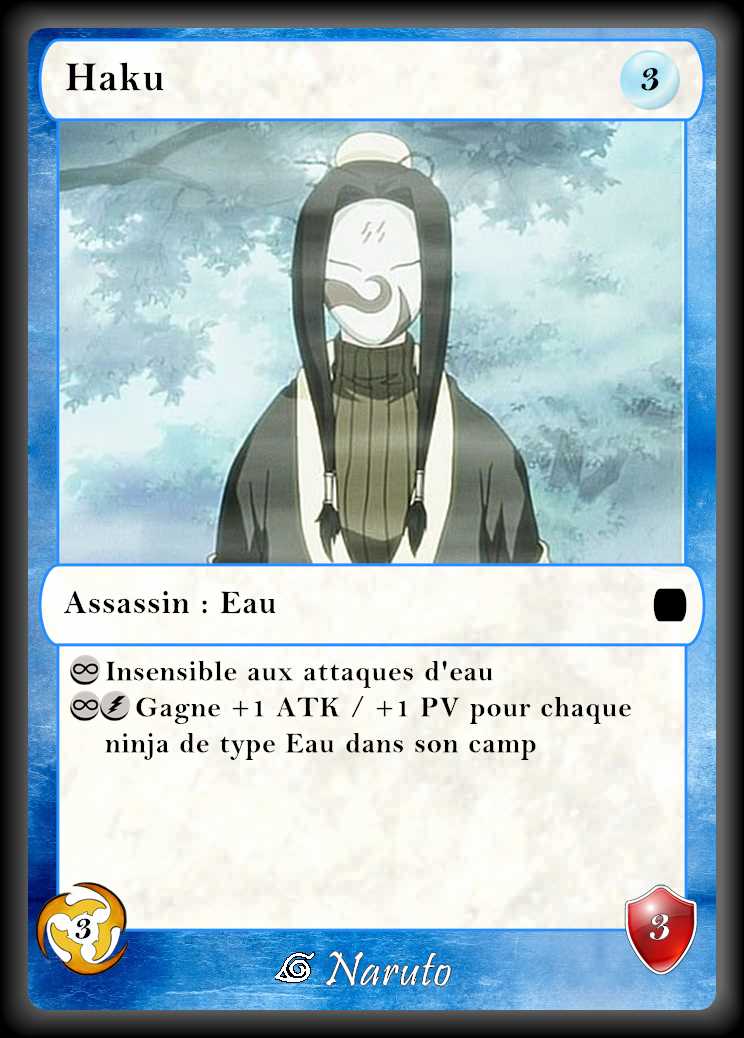 Haku 3
Assassin : Eau
Insensible aux attaques d'eau
Gagne +1 ATK / +1 PV pour chaque
ninja de type Eau dans son camp
3 3
Naruto